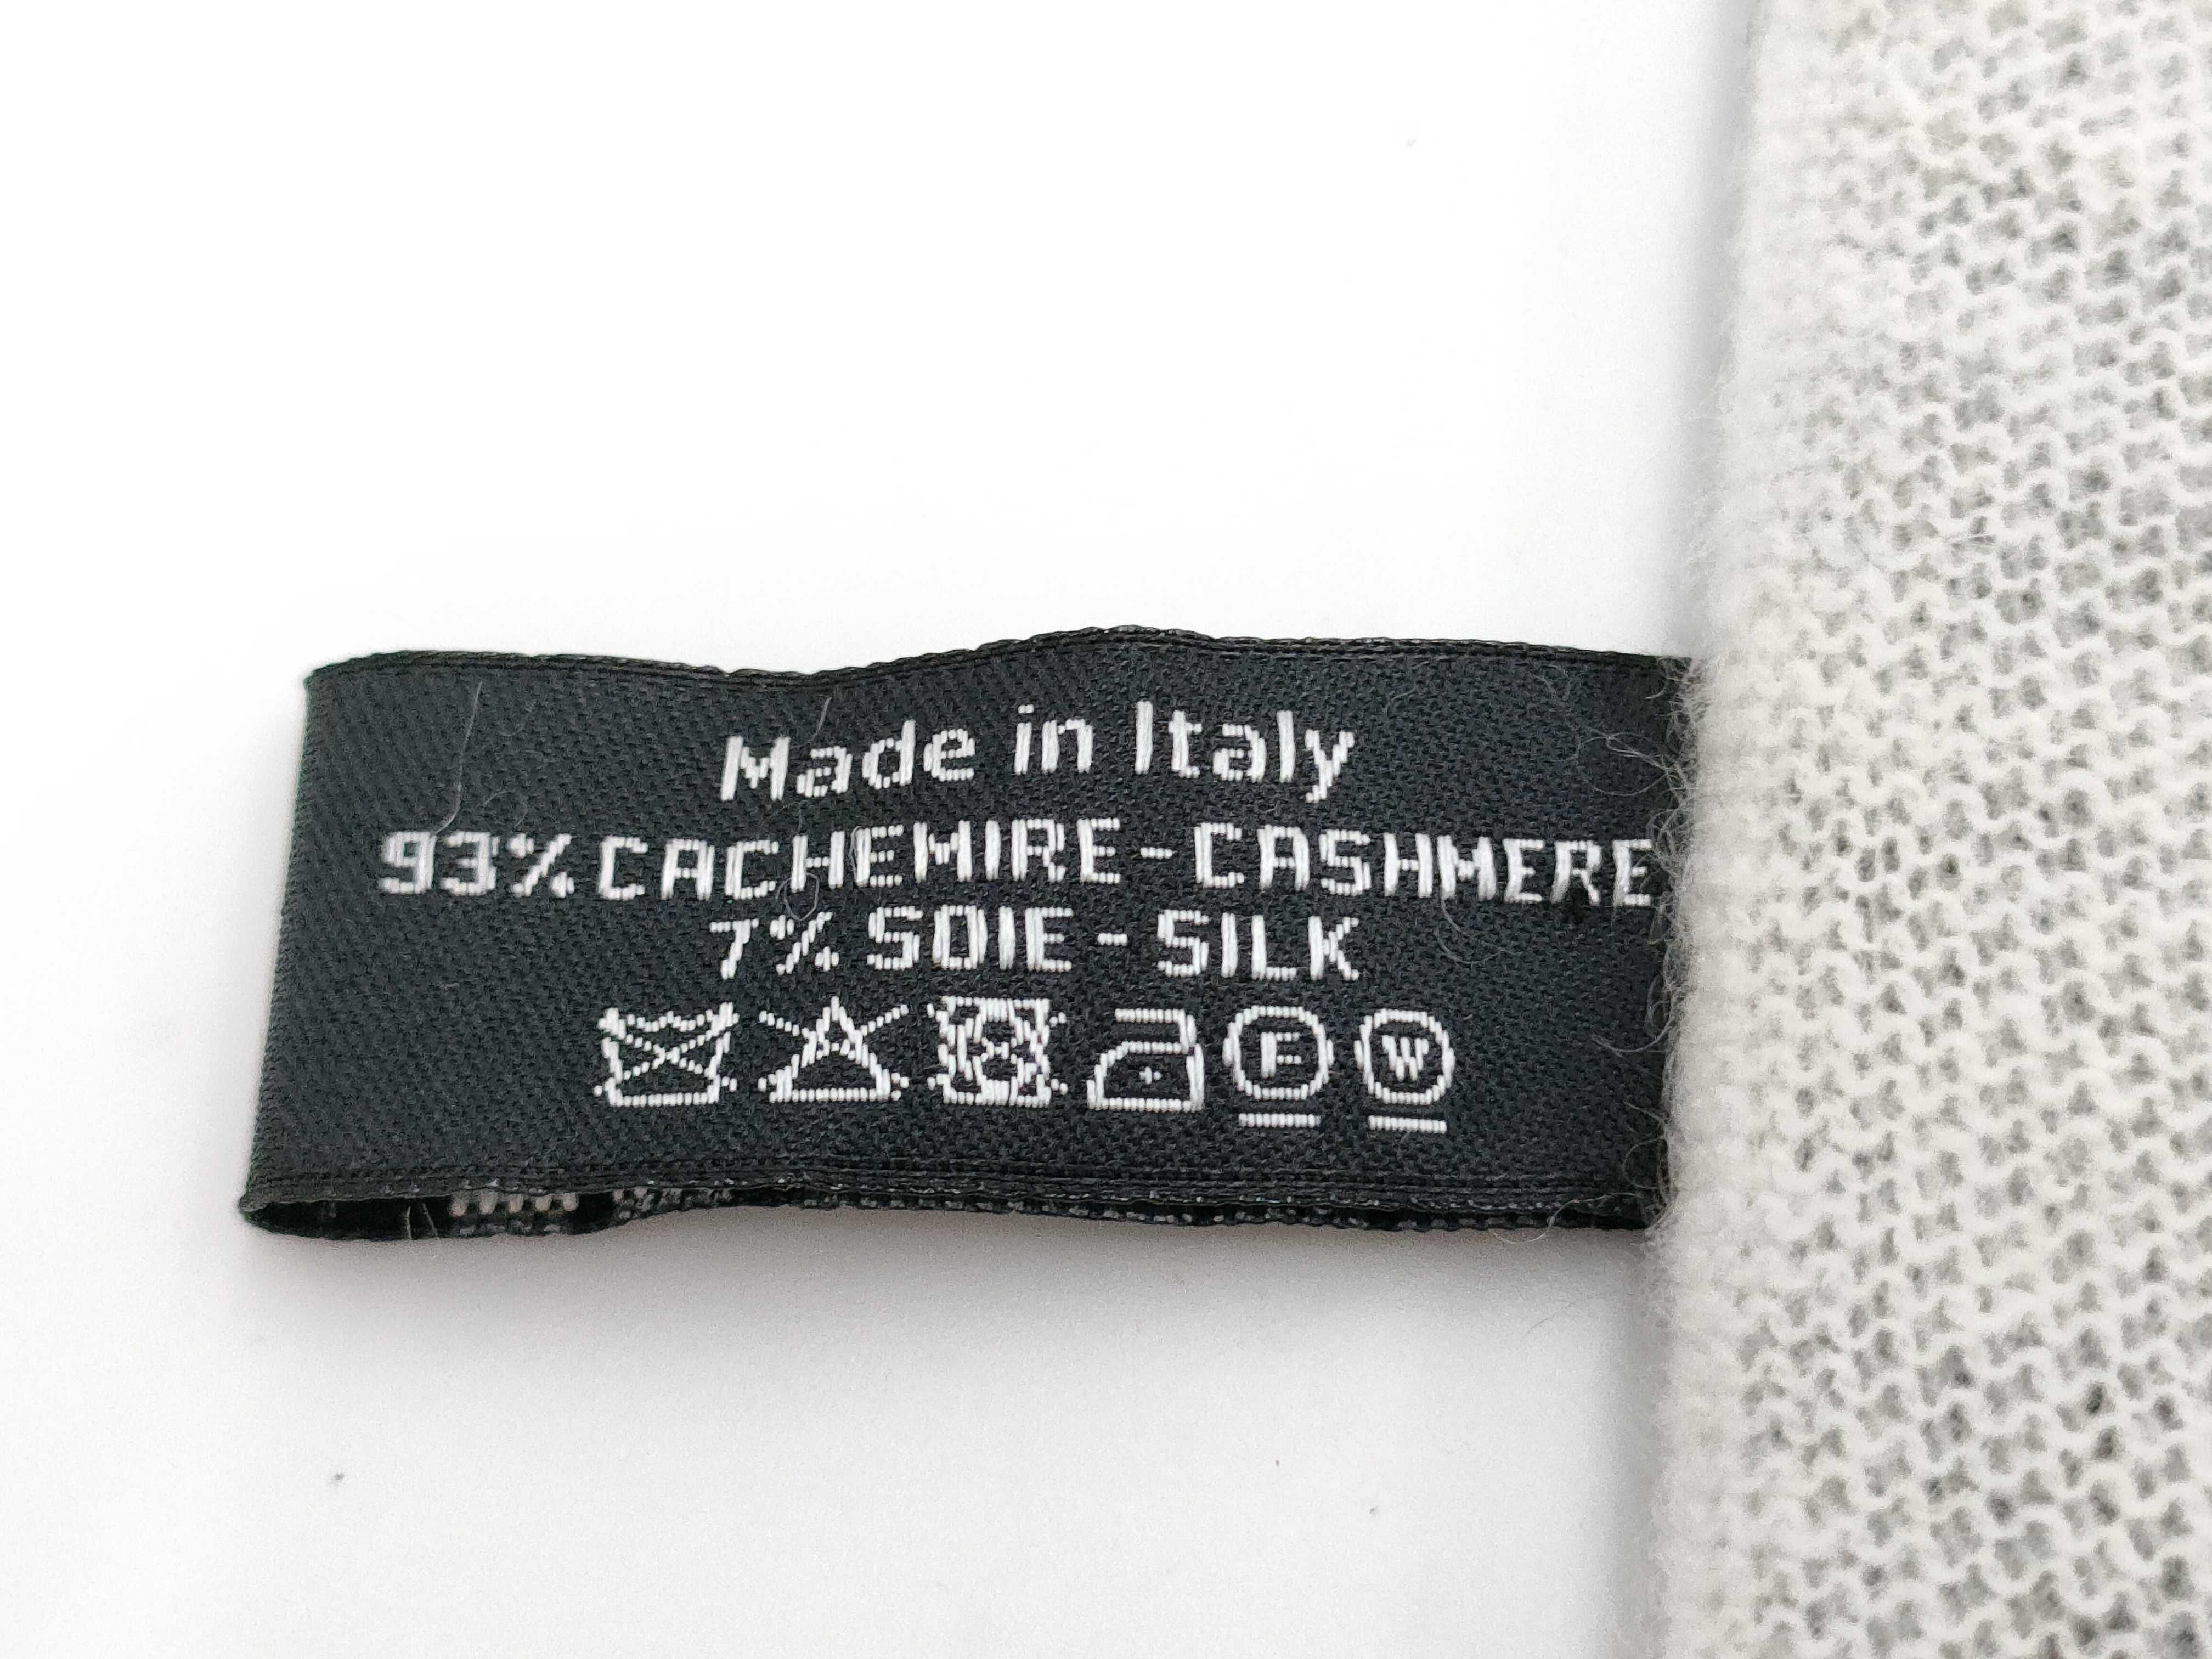 Made in Italy
93% CACHEMIRE - CASHMERE
7% SOIE - SILK
F W